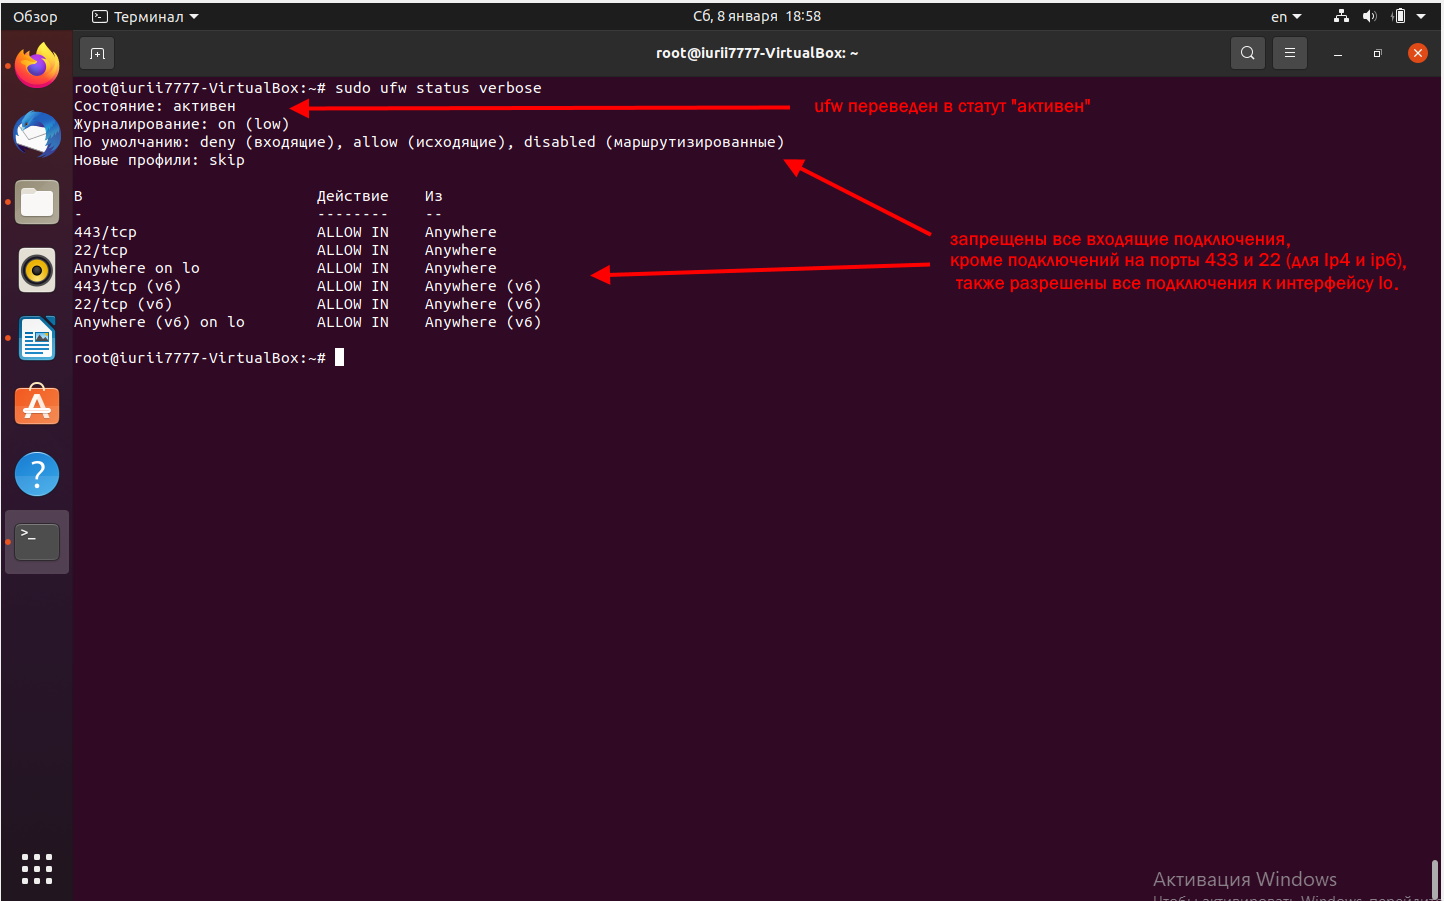 Обзор
Терминал
Сб, 8 января 18:58
en
root@iurii7777-VirtualBox: ~
root@iurii7777-VirtualBox:~# sudo ufw status verbose
Состояние: активен
ufw переведен в статут "активен"
Журналирование: on (low)
По умолчанию: deny (входящие), allow (исходящие), disabled (маршрутизированные)
Новые профили: skip
В Действие Из
- -------- --
443/tcp ALLOW IN Anywhere
22/tcp ALLOW IN Anywhere
Anywhere on lo ALLOW IN Anywhere
443/tcp (v6) ALLOW IN Anywhere (v6)
22/tcp (v6) ALLOW IN Anywhere (v6)
Anywhere (v6) on lo ALLOW IN Anywhere (v6)
запрещены все входящие подключения,
кроме подключений на порты 433 и 22 (для Ip4 и ip6),
также разрешены все подключения к интерфейсу lo.
root@iurii7777-VirtualBox:~#
Активация Windows
Чтобы активировать Windows, перейдите